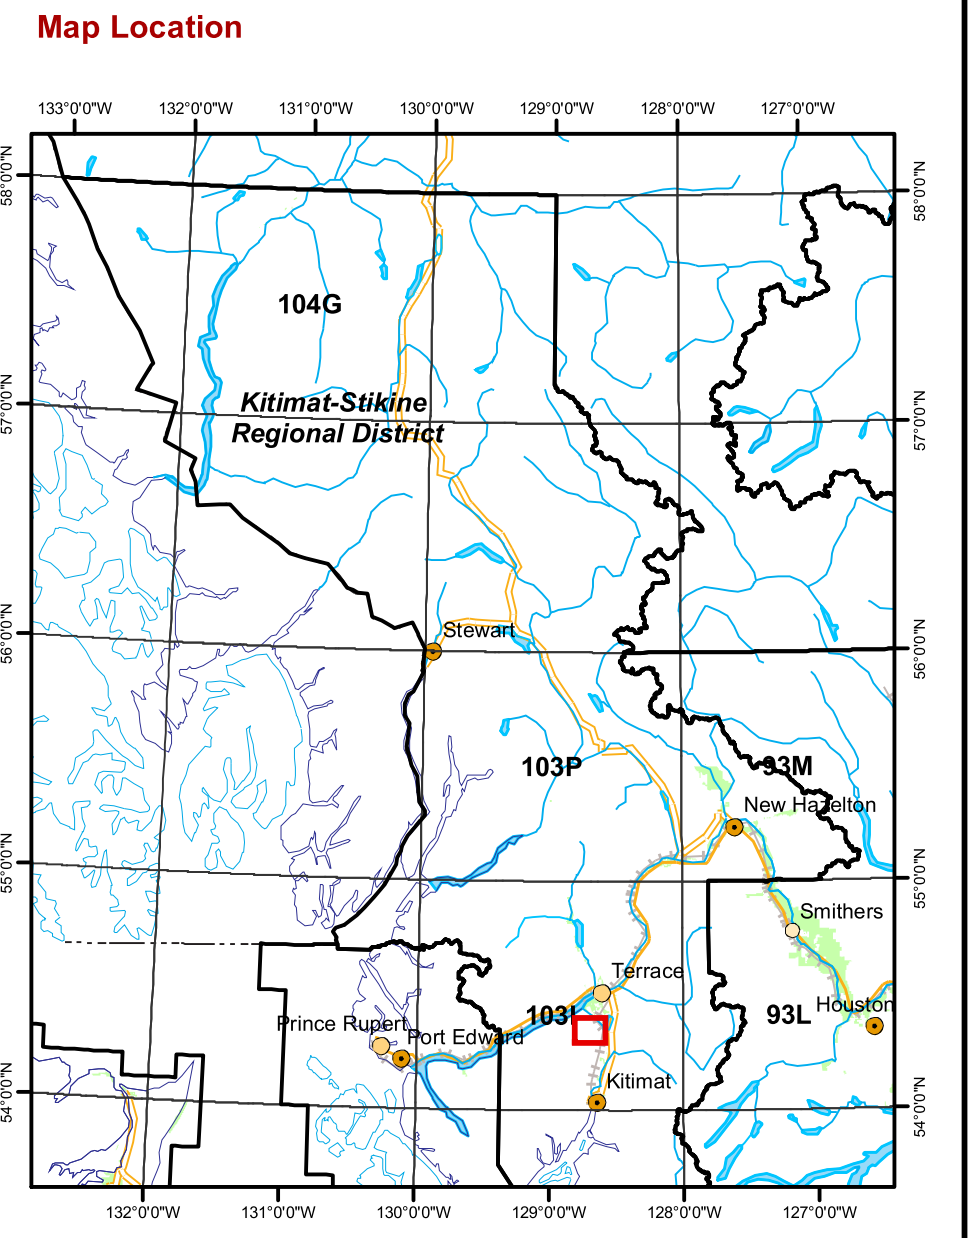 Map Location
133°0'0"W 132°0'0"W 131°0'0"W 130°0'0"W 129°0'0"W 128°0'0"W 127°0'0"W
58°0'0"N
58°0'0"N
104G
Kitimat-Stikine
Regional District
57°0'0"N
57°0'0"N
56°0'0"N
Stewart
56°0'0"N
103P
93M
New Hazelton
55°0'0"N
55°0'0"N
Smithers
Terrace
103I
93L
Houston
Prince Rupert
Port Edward
Kitimat
54°0'0"N
54°0'0"N
132°0'0"W 131°0'0"W 130°0'0"W 129°0'0"W 128°0'0"W 127°0'0"W